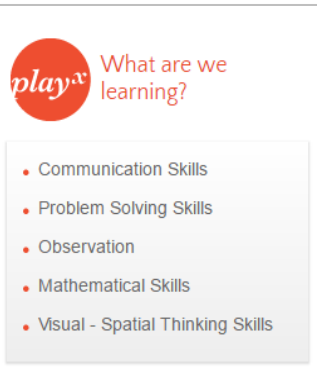 playx
What are we
learning?
Communication Skills
Problem Solving Skills
Observation
Mathematical Skills
Visual - Spatial Thinking Skills